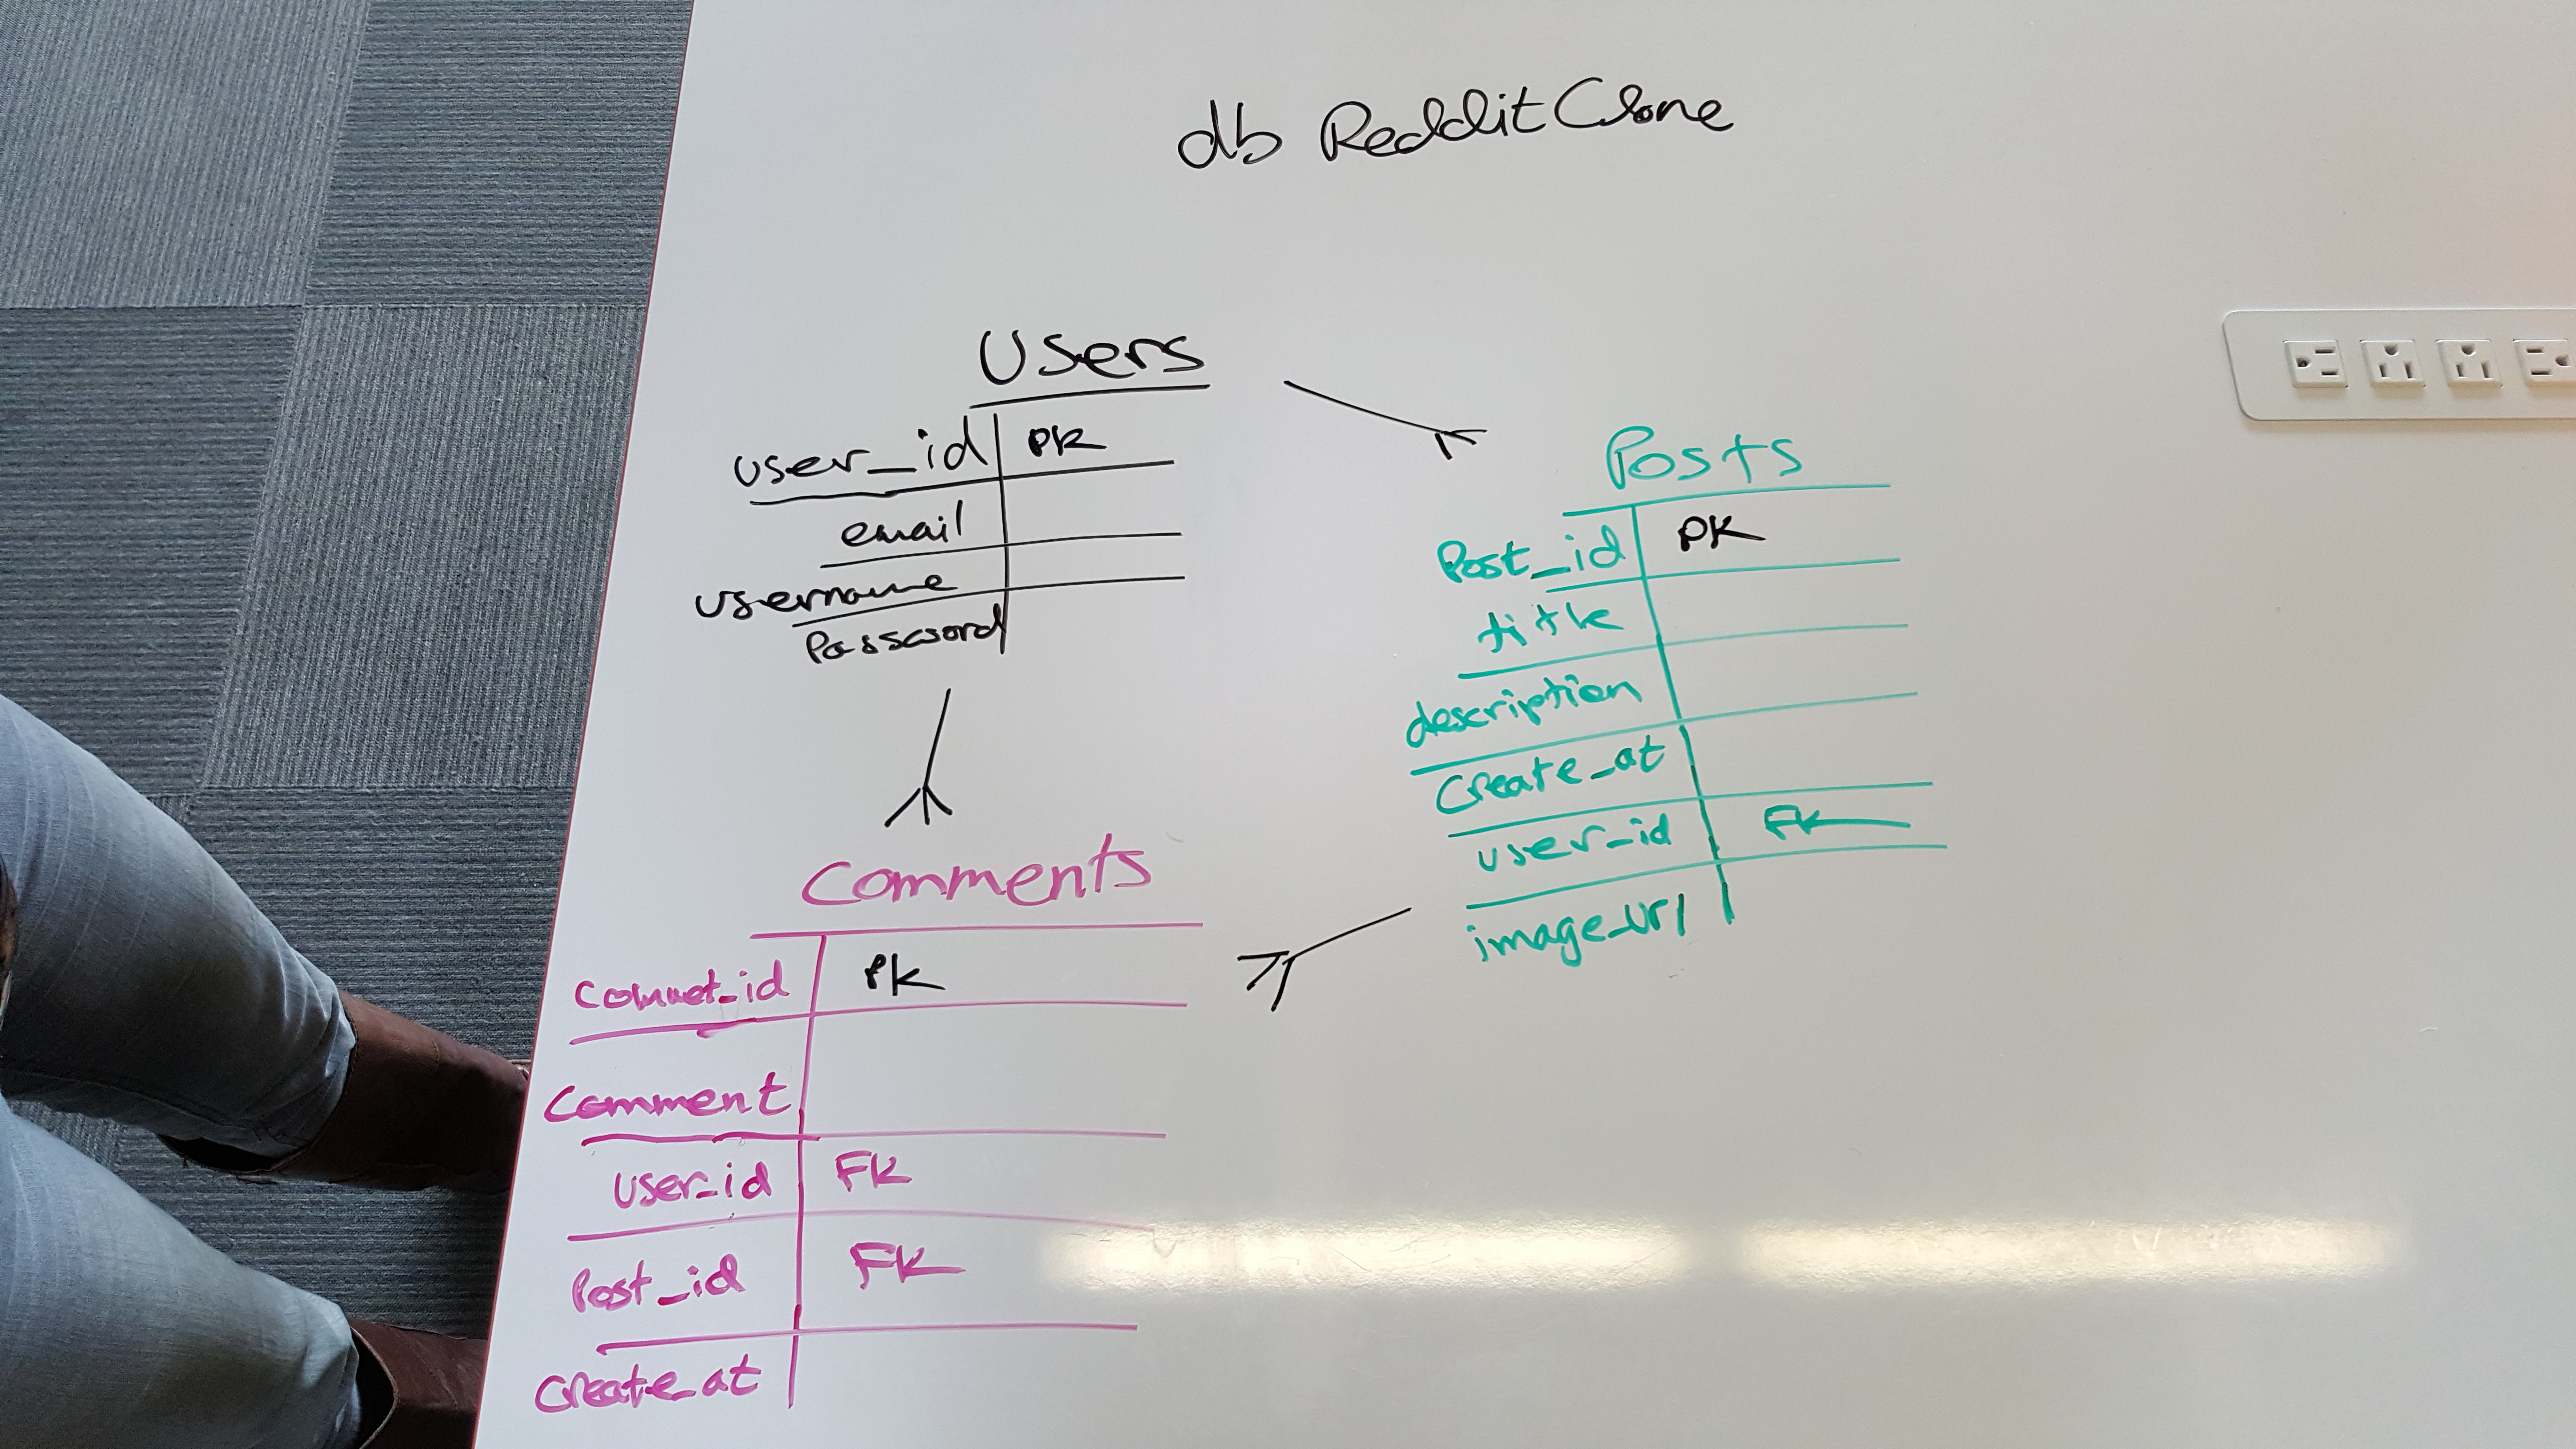 db RedditClone
Users
user_id PK
email
username
Password
Posts
Post_id PK
title
description
Create_at
user_id FK
image_url
Comments
commet_id PK
Comment
user_id FK
Post_id FK
Create_at